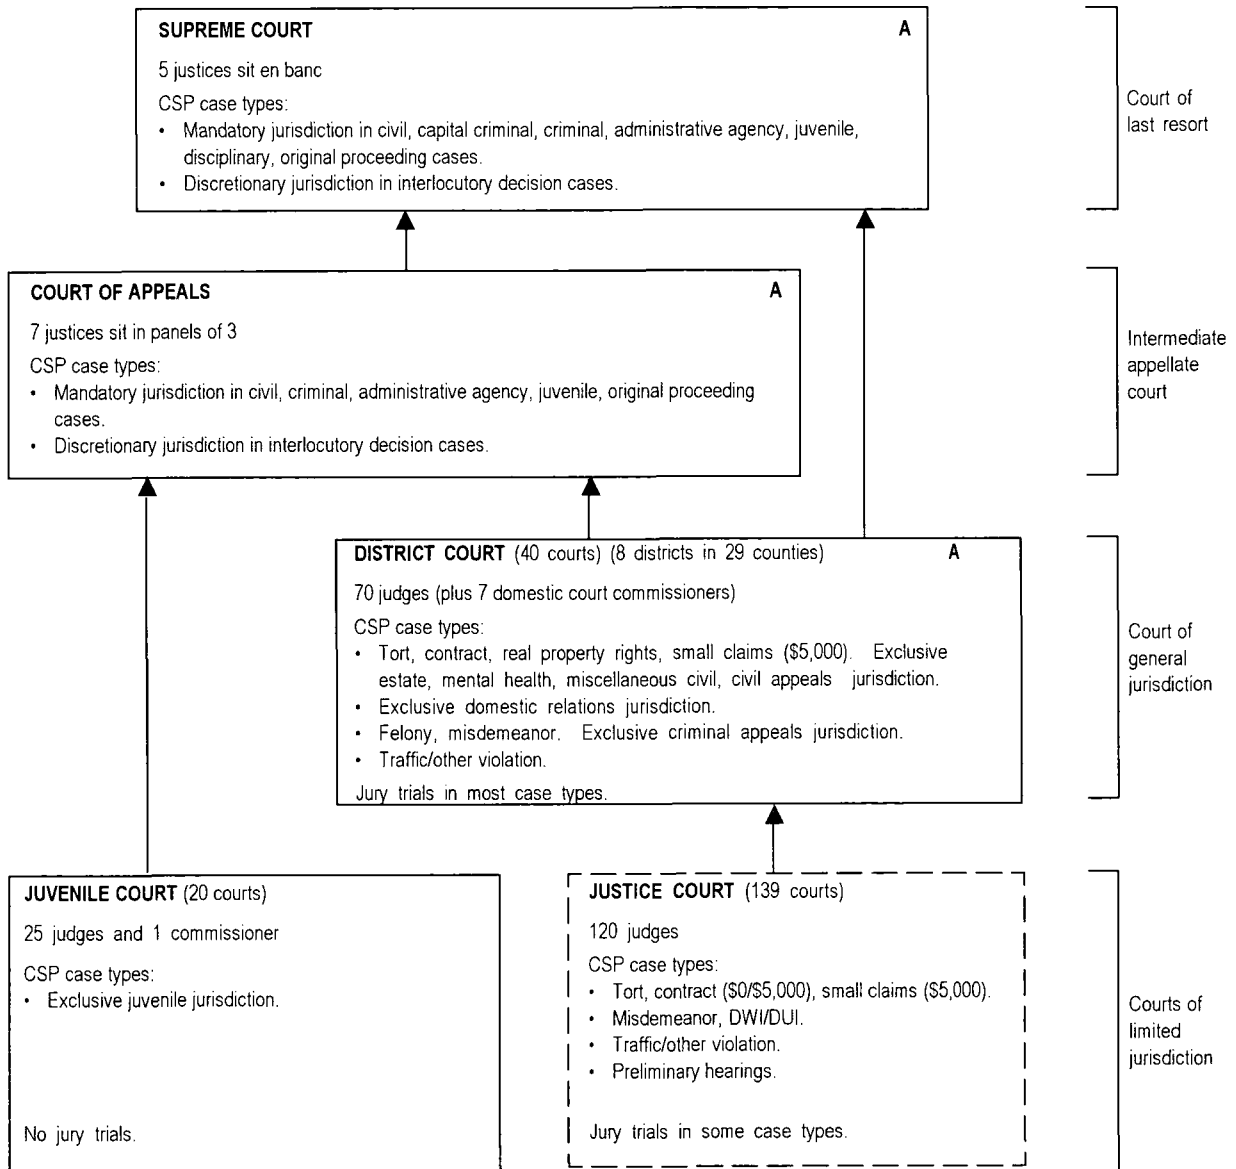 SUPREME COURT A
5 justices sit en banc
CSP case types:
• Mandatory jurisdiction in civil, capital criminal, criminal, administrative agency, juvenile,
disciplinary, original proceeding cases.
• Discretionary jurisdiction in interlocutory decision cases.
Court of
last resort
COURT OF APPEALS A
7 justices sit in panels of 3
CSP case types:
• Mandatory jurisdiction in civil, criminal, administrative agency, juvenile, original proceeding
cases.
• Discretionary jurisdiction in interlocutory decision cases.
Intermediate
appellate
court
DISTRICT COURT (40 courts) (8 districts in 29 counties) A
70 judges (plus 7 domestic court commissioners)
CSP case types:
• Tort, contract, real property rights, small claims ($5,000). Exclusive
estate, mental health, miscellaneous civil, civil appeals jurisdiction.
• Exclusive domestic relations jurisdiction.
• Felony, misdemeanor. Exclusive criminal appeals jurisdiction.
• Traffic/other violation.
Jury trials in most case types.
Court of
general
jurisdiction
JUVENILE COURT (20 courts)
25 judges and 1 commissioner
CSP case types:
• Exclusive juvenile jurisdiction.
No jury trials.
JUSTICE COURT (139 courts)
120 judges
CSP case types:
• Tort, contract ($0/$5,000), small claims ($5,000).
• Misdemeanor, DWI/DUI.
• Traffic/other violation.
• Preliminary hearings.
Jury trials in some case types.
Courts of
limited
jurisdiction